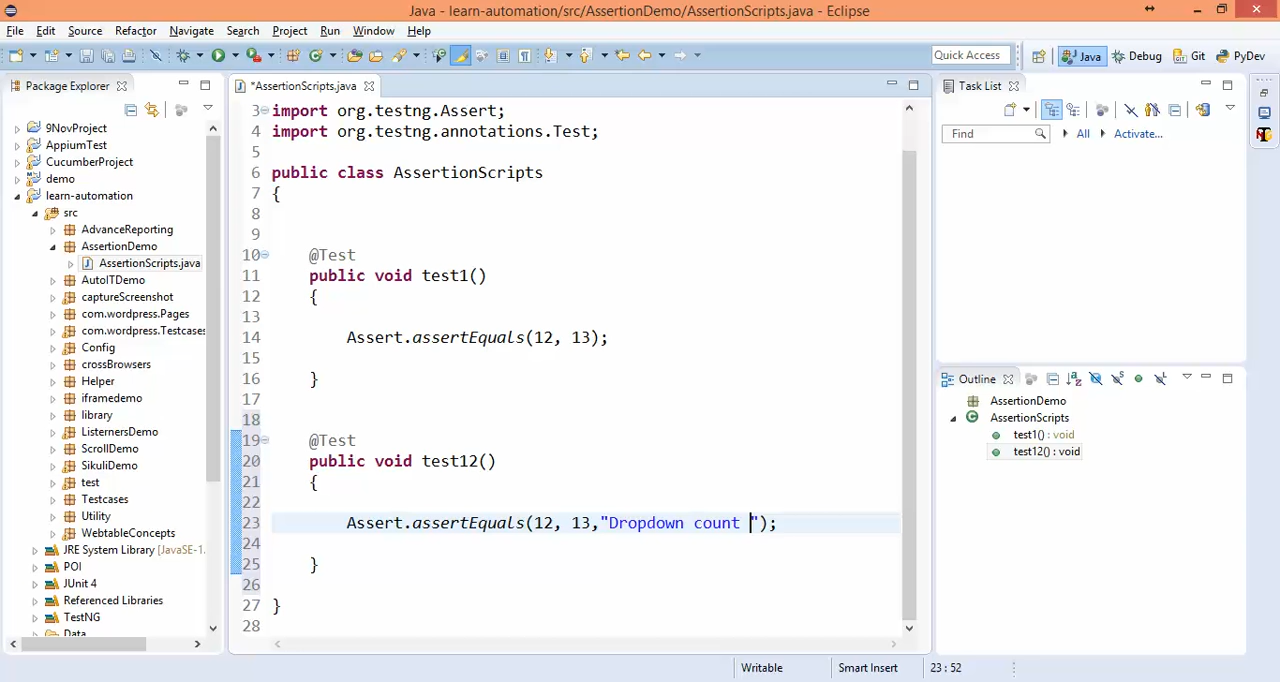 Java - learn-automation/src/AssertionDemo/AssertionScripts.java - Eclipse
File Edit Source Refactor Navigate Search Project Run Window Help
Quick Access Java Debug Git PyDev
Package Explorer
9NovProject
AppiumTest
CucumberProject
demo
learn-automation
src
AdvanceReporting
AssertionDemo
AssertionScripts.java
AutoITDemo
captureScreenshot
com.wordpress.Pages
com.wordpress.Testcases
Config
crossBrowsers
Helper
iframedemo
library
ListernersDemo
ScrollDemo
SikuliDemo
test
Testcases
Utility
WebtableConcepts
JRE System Library [JavaSE-1.
POI
JUnit 4
Referenced Libraries
TestNG
Data
*AssertionScripts.java
3 import org.testng.Assert;
4 import org.testng.annotations.Test;
5
6 public class AssertionScripts
7 {
8
9
10 @Test
11 public void test1()
12 {
13
14 Assert.assertEquals(12, 13);
15
16 }
17
18
19 @Test
20 public void test12()
21 {
22
23 Assert.assertEquals(12, 13,"Dropdown count ");
24
25 }
26
27 }
28
Task List
Find All Activate...
Outline
AssertionDemo
AssertionScripts
test1() : void
test12() : void
Writable Smart Insert 23 : 52